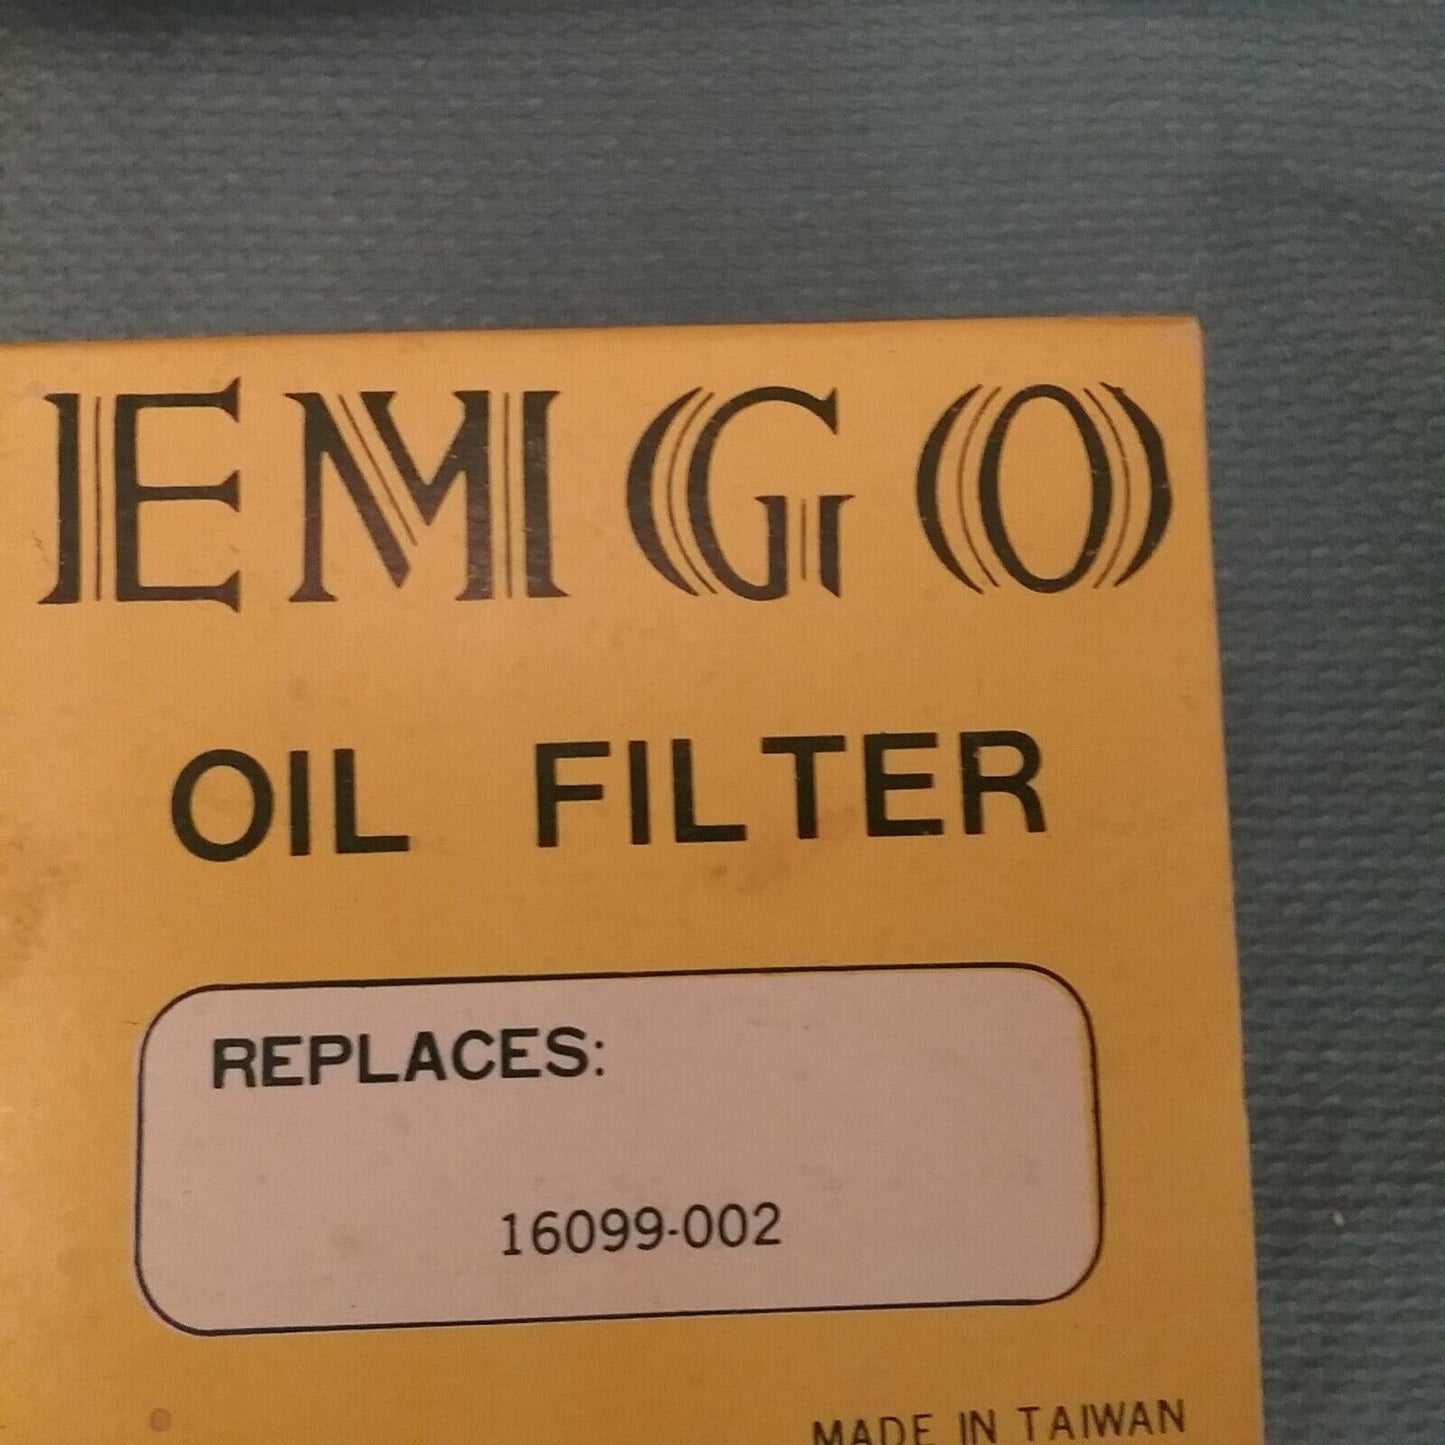 EMGO
OIL FILTER
REPLACES:
16099-002
MADE IN TAIWAN